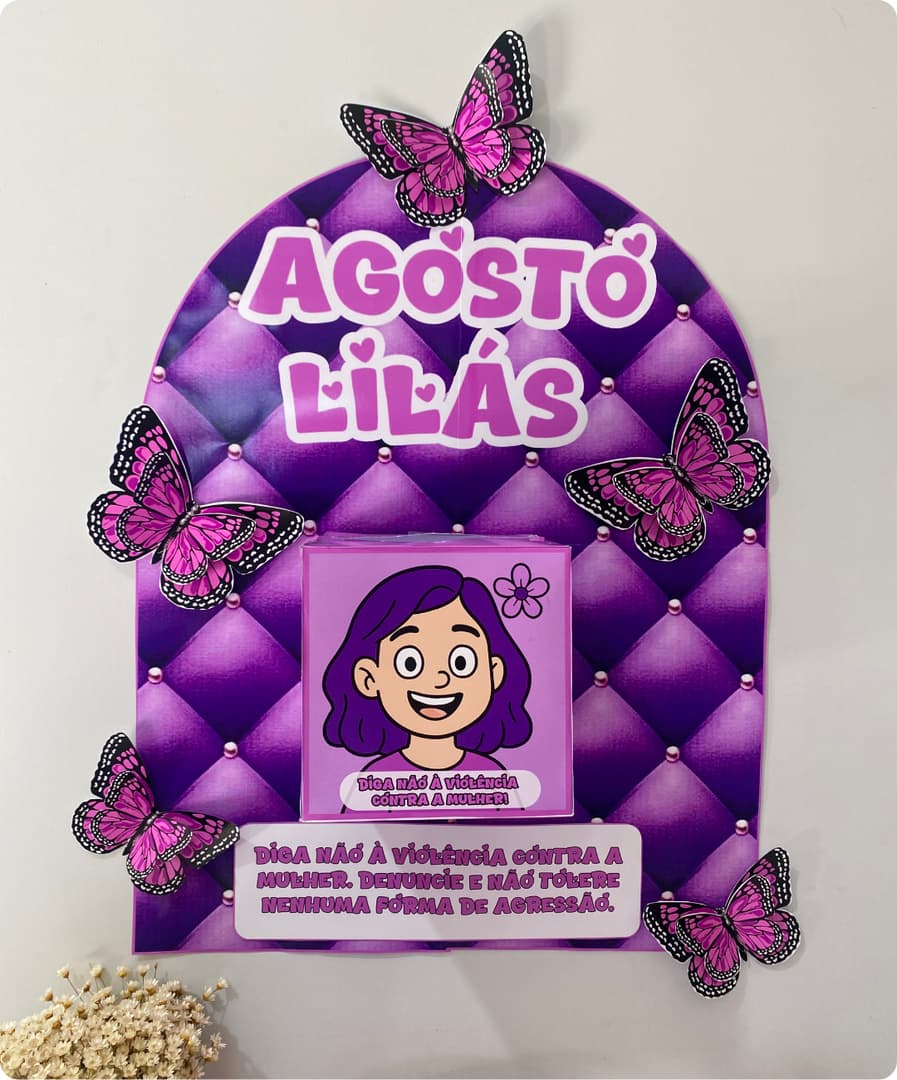 AGOSTO
LILÁS
DIGA NÃO À VIOLÊNCIA
CONTRA A MULHER!
DIGA NÃO À VIOLÊNCIA CONTRA A
MULHER. DENUNCIE E NÃO TOLERE
NENHUMA FORMA DE AGRESSÃO.